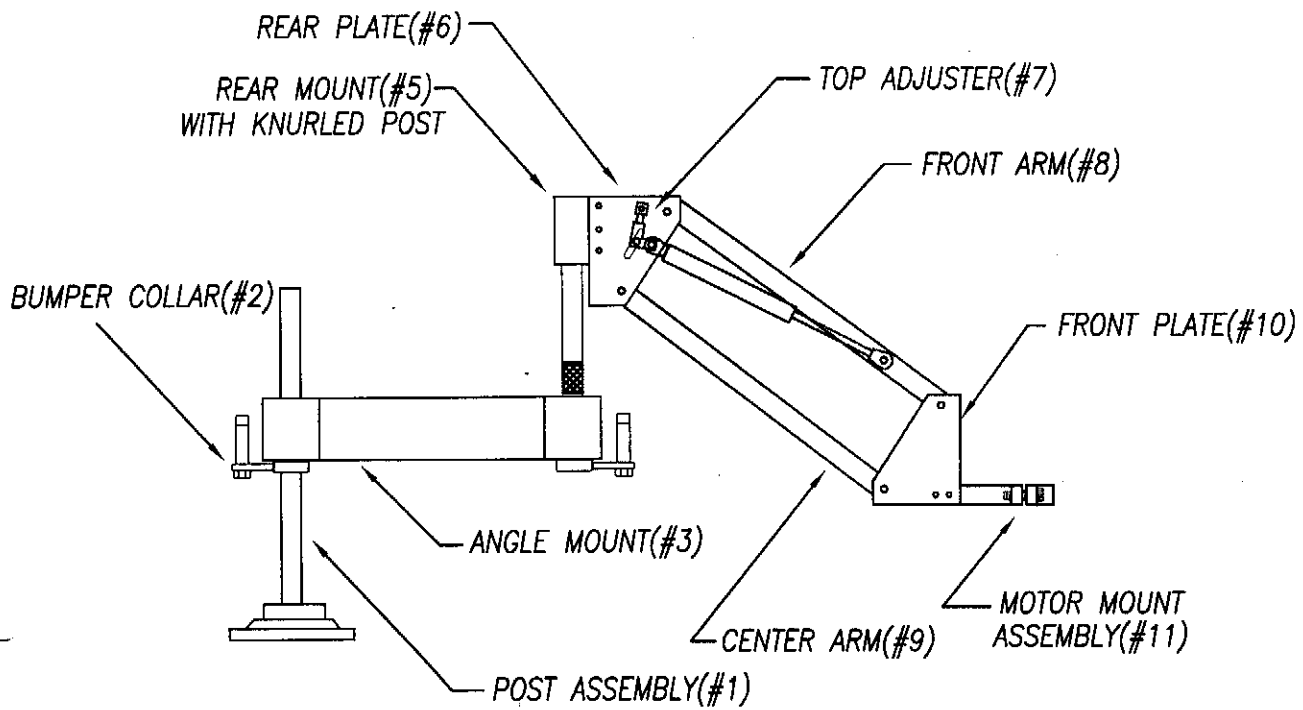 REAR PLATE(#6)
REAR MOUNT(#5)
WITH KNURLED POST
TOP ADJUSTER(#7)
FRONT ARM(#8)
BUMPER COLLAR(#2)
FRONT PLATE(#10)
ANGLE MOUNT(#3)
MOTOR MOUNT
ASSEMBLY(#11)
CENTER ARM(#9)
POST ASSEMBLY(#1)